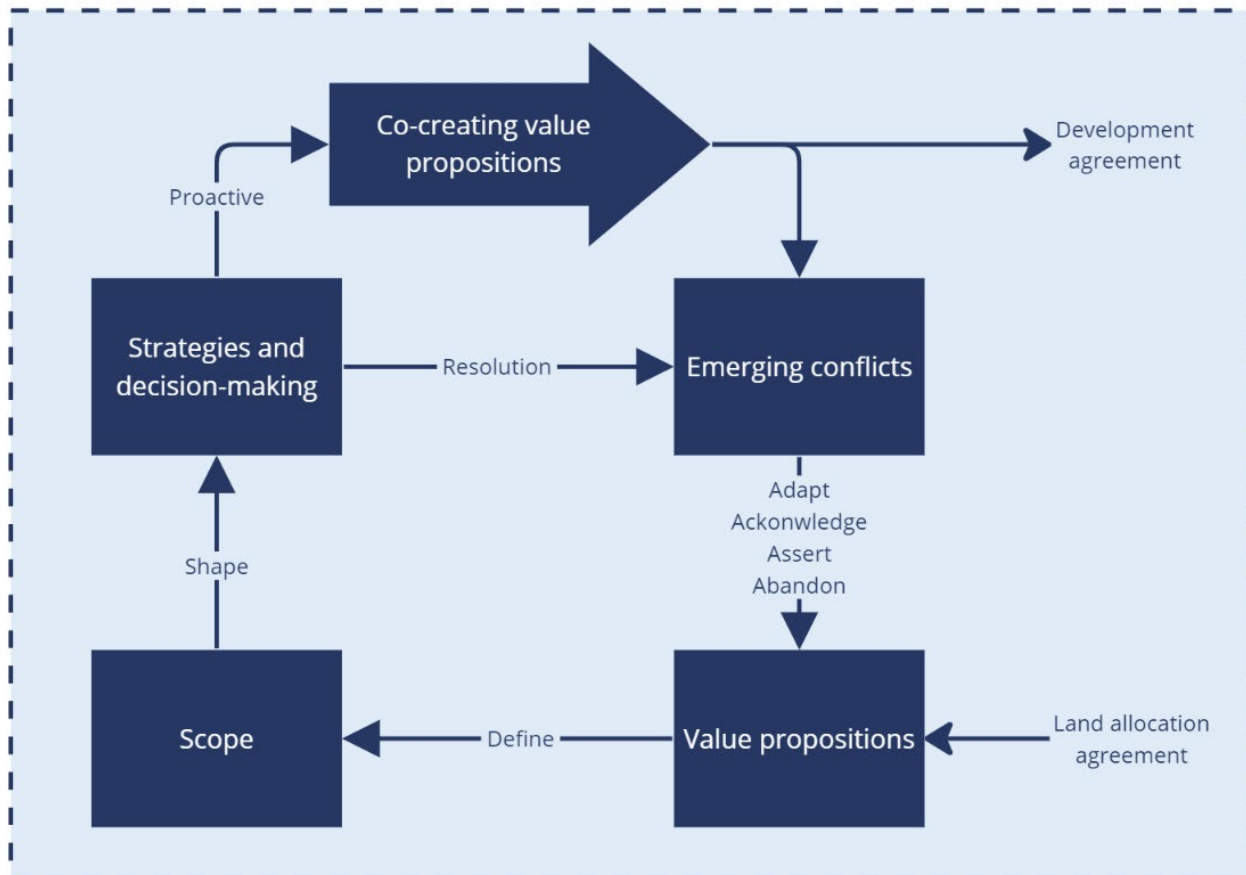 Co-creating value
propositions
Development
agreement
Proactive
Strategies and
decision-making
Resolution
Emerging conflicts
Adapt
Ackonwledge
Assert
Abandon
Shape
Scope
Define
Value propositions
Land allocation
agreement